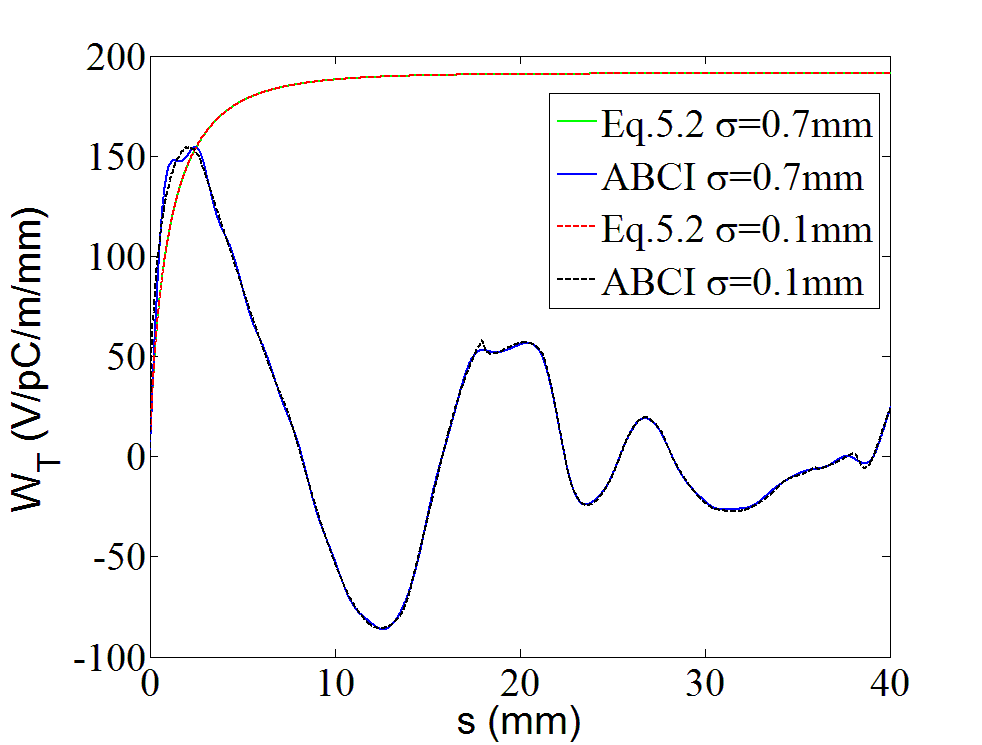 200
150
100
50
0
-50
-100
W_T (V/pC/m/mm)
Eq.5.2 σ=0.7mm
ABCI σ=0.7mm
Eq.5.2 σ=0.1mm
ABCI σ=0.1mm
0 10 20 30 40
s (mm)